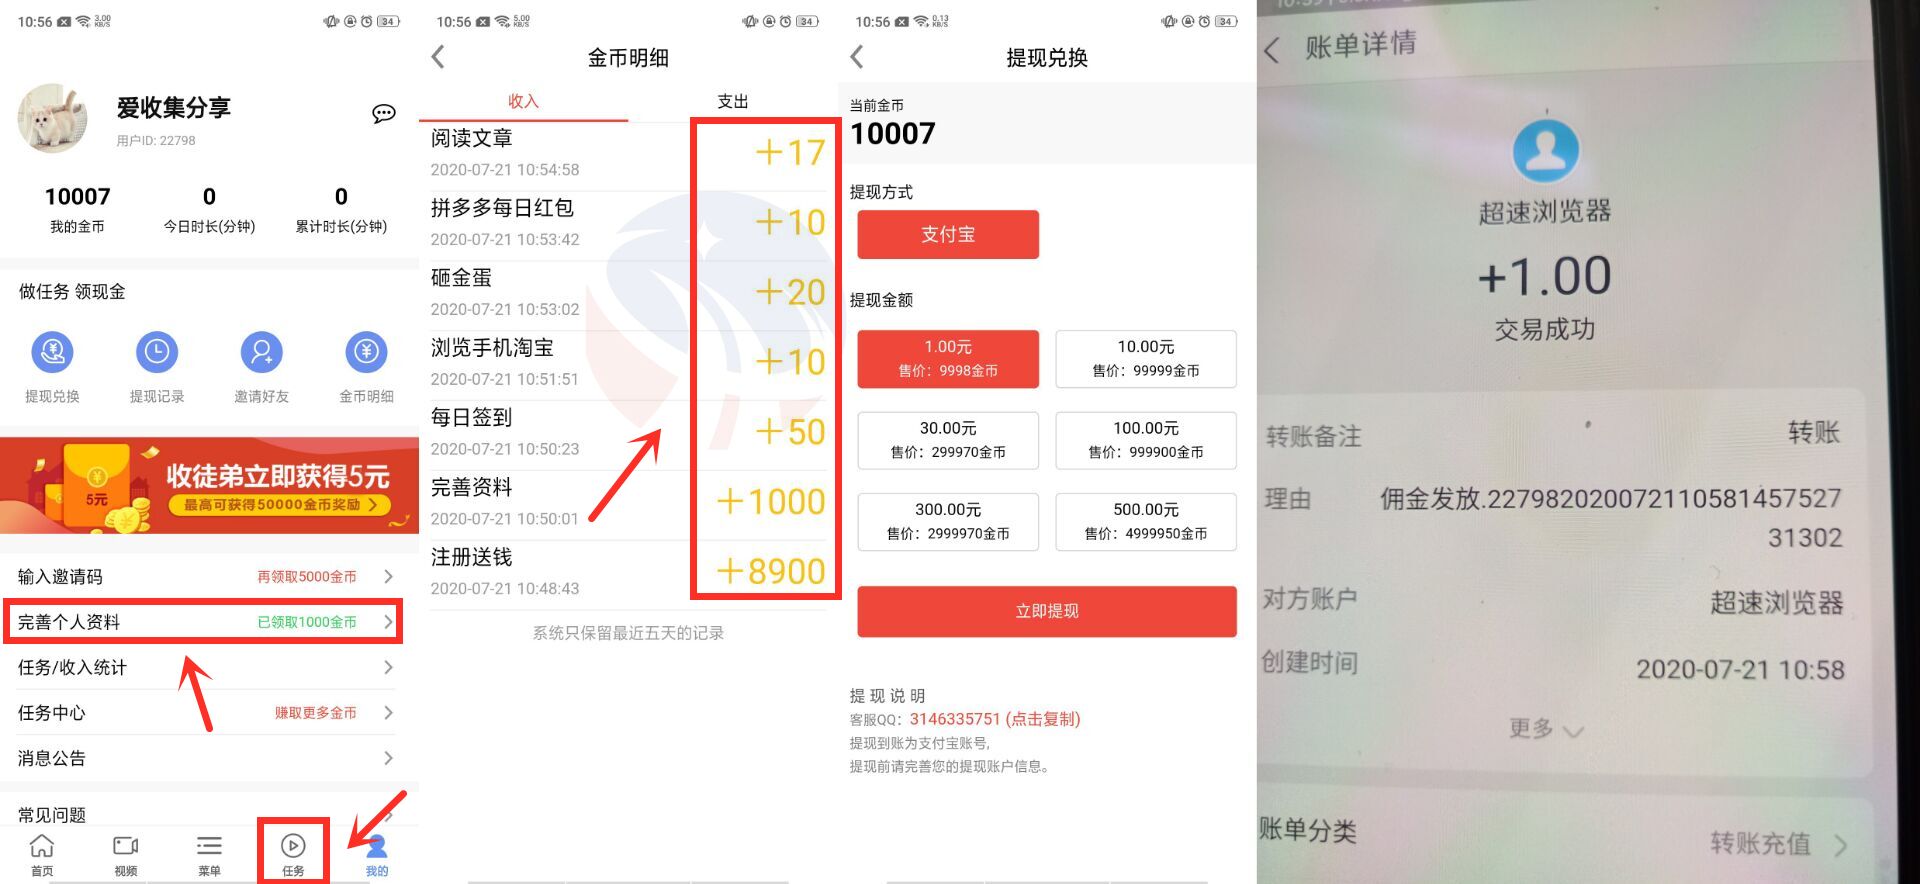 10:56
3.00
KB/S
34
爱收集分享
用户ID: 22798
10007
0
0
我的金币
今日时长(分钟)
累计时长(分钟)
做任务 领现金
提现兑换
提现记录
邀请好友
金币明细
5元
收徒弟立即获得5元
最高可获得50000金币奖励
输入邀请码
再领取5000金币
完善个人资料
已领取1000金币
任务/收入统计
任务中心
赚取更多金币
消息公告
常见问题
首页
视频
菜单
任务
我的
10:56
5.00
KB/S
34
金币明细
收入
支出
阅读文章
+17
2020-07-21 10:54:58
拼多多每日红包
+10
2020-07-21 10:53:42
砸金蛋
+20
2020-07-21 10:53:02
浏览手机淘宝
+10
2020-07-21 10:51:51
每日签到
+50
2020-07-21 10:50:23
完善资料
+1000
2020-07-21 10:50:01
注册送钱
+8900
2020-07-21 10:48:43
系统只保留最近五天的记录
10:56
0.13
KB/S
34
提现兑换
当前金币
10007
提现方式
支付宝
提现金额
1.00元
售价：9998金币
10.00元
售价：99999金币
30.00元
售价：299970金币
100.00元
售价：999900金币
300.00元
售价：2999970金币
500.00元
售价：4999950金币
立即提现
提 现 说 明
客服QQ：3146335751 (点击复制)
提现到账为支付宝账号,
提现前请完善您的提现账户信息。
账单详情
超速浏览器
+1.00
交易成功
转账备注
转账
理由
佣金发放.227982020072110581457527
31302
对方账户
超速浏览器
创建时间
2020-07-21 10:58
更多
账单分类
转账充值